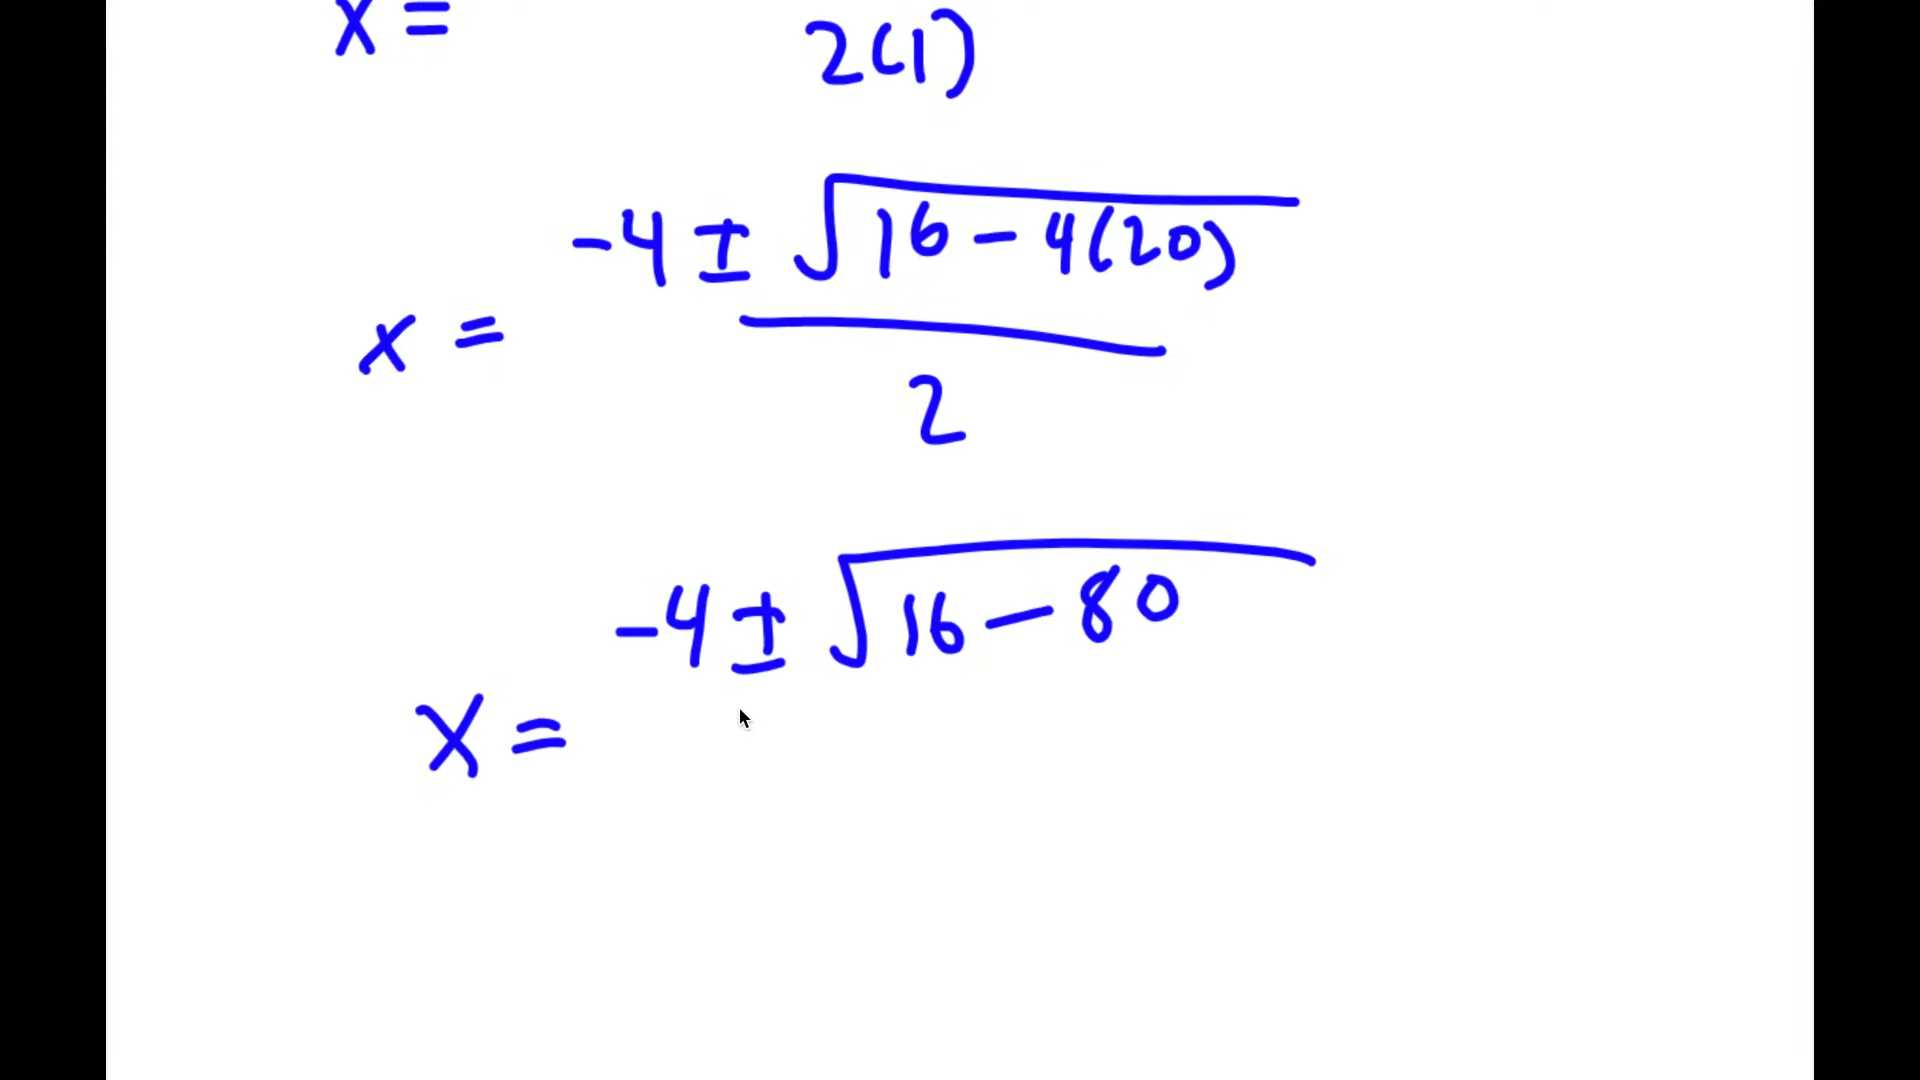 x =
2(1)
-4 ± √16 - 4(20)
x =
2
-4 ± √16 - 80
x =